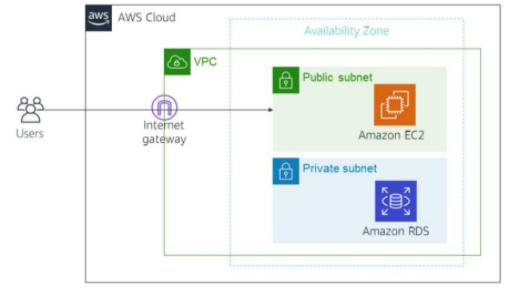 aws
AWS Cloud
Availability Zone
VPC
Public subnet
Amazon EC2
Users
Internet
gateway
Private subnet
Amazon RDS